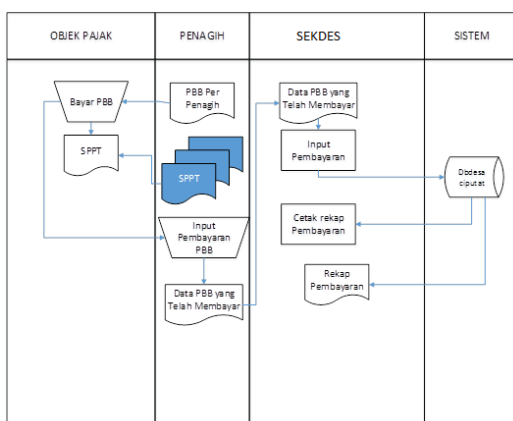 OBJEK PAJAK
PENAGIH
SEKDES
SISTEM
Bayar PBB
PBB Per
Penagih
Data PBB yang
Telah Membayar
SPPT
SPPT
Input
Pembayaran
Dbdesa
ciputat
Input
Pembayaran
PBB
Cetak rekap
Pembayaran
Rekap
Pembayaran
Data PBB yang
Telah Membayar